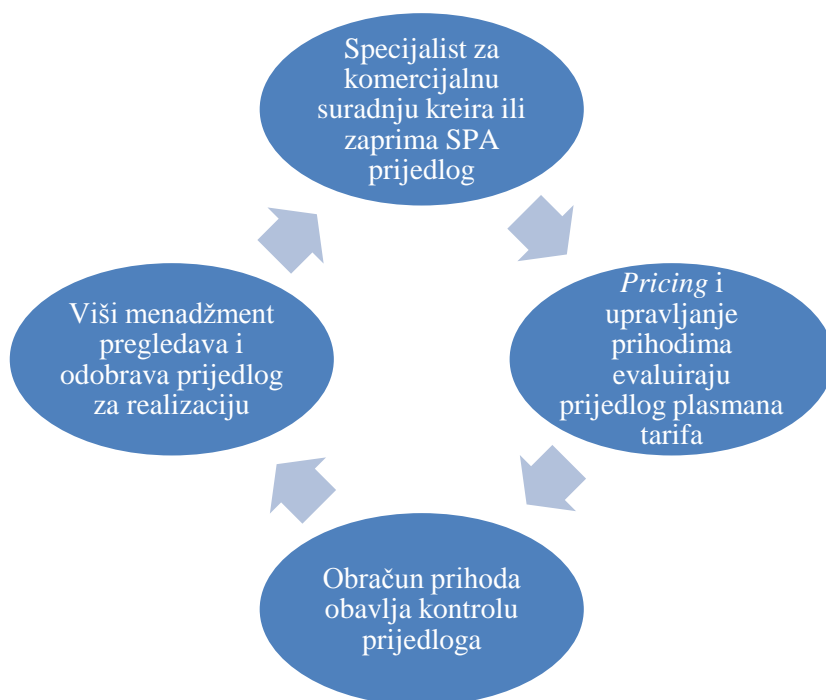 Specijalist za
komercijalnu
suradnju kreira ili
zaprima SPA
prijedlog
Pricing i
upravljanje
prihodima
evaluiraju
prijedlog plasmana
tarifa
Obračun prihoda
obavlja kontrolu
prijedloga
Viši menadžment
pregledava i
odobrava prijedlog
za realizaciju